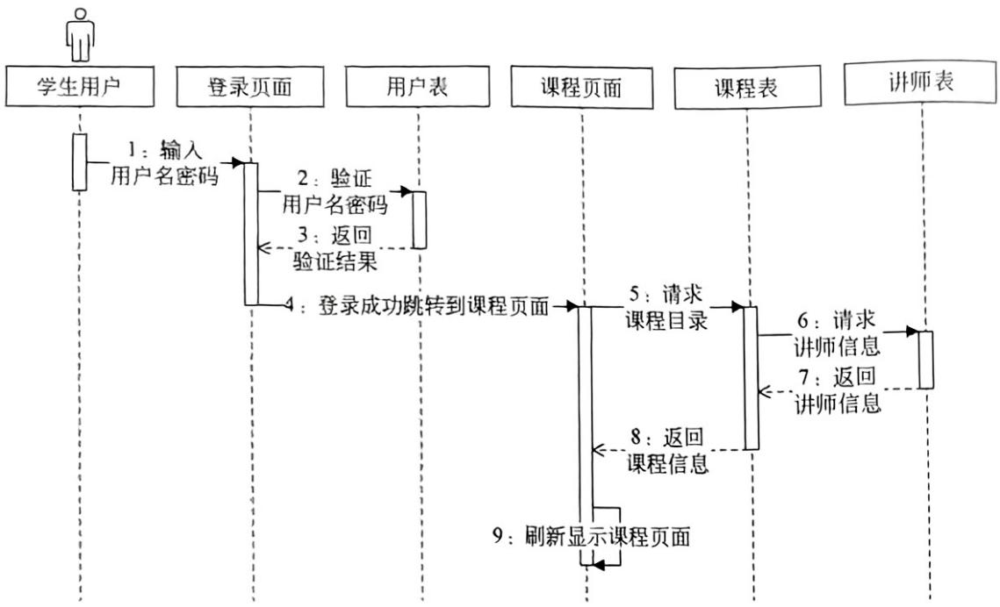 学生用户
登录页面
用户表
课程页面
课程表
讲师表
1：输入
用户名密码
2：验证
用户名密码
3：返回
验证结果
4：登录成功跳转到课程页面
5：请求
课程目录
6：请求
讲师信息
7：返回
讲师信息
8：返回
课程信息
9：刷新显示课程页面